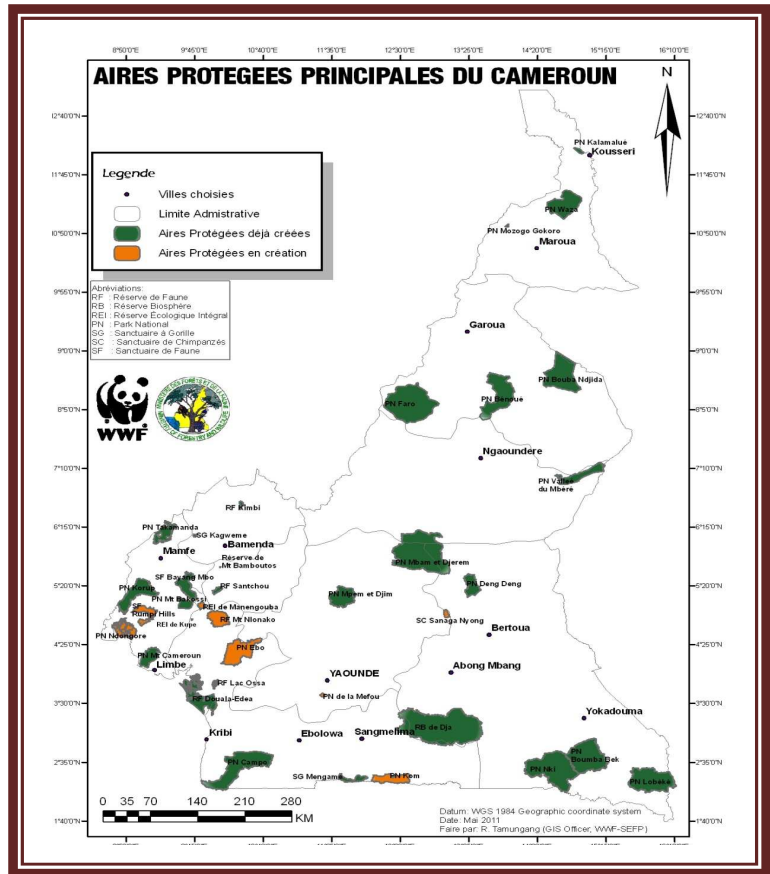 8°50'0"E 9°45'0"E 10°40'0"E 11°35'0"E 12°30'0"E 13°25'0"E 14°20'0"E 15°15'0"E 16°10'0"E
AIRES PROTEGEES PRINCIPALES DU CAMEROUN
N
12°40'0"N
11°45'0"N
10°50'0"N
9°55'0"N
9°0'0"N
8°5'0"N
7°10'0"N
6°15'0"N
5°20'0"N
4°25'0"N
3°30'0"N
2°35'0"N
1°40'0"N
Legende
Villes choisies
Limite Admistrative
Aires Protégées déjà créées
Aires Protégées en création
Abréviations:
RF : Réserve de Faune
RB : Réserve Biosphère
REI : Réserve Écologique Intégral
PN : Park National
SG : Sanctuaire à Gorille
SC : Sanctuaire de Chimpanzés
SF : Sanctuaire de Faune
WWF
PN Kalamalué
Kousseri
PN Waza
PN Mozogo Gokoro
Maroua
Garoua
PN Bouba Ndjida
PN Benoué
PN Faro
Ngaoundere
PN Vallée
du Mbéré
RF Kimbi
PN Takamanda
SG Kagweme
Bamenda
Mamfe
Réserve de
Mt Bamboutos
PN Mbam et Djerem
SF Bayang Mbo
PN Deng Deng
PN Korup
RF Santchou
PN Mpem et Djim
PN Mt Bakossi
REI de Manengouba
SF
Rumpi Hills
RF Mt Nlonako
SC Sanaga Nyong
REI de Kupe
PN Ndongore
Bertoua
PN Ebo
PN Mt Cameroun
Limbe
YAOUNDE
Abong Mbang
RF Lac Ossa
PN de la Mefou
RF Douala-Edea
Yokadouma
RB de Dja
Kribi
Ebolowa
Sangmelima
PN
Boumba Bek
PN Campo
PN Nki
SG Mengame
PN Kom
PN Lobeke
0 35 70 140 210 280
KM
Datum: WGS 1984 Geographic coordinate system
Date: Mai 2011
Faire par: R. Tamungang (GIS Officer, WWF-SEFP)